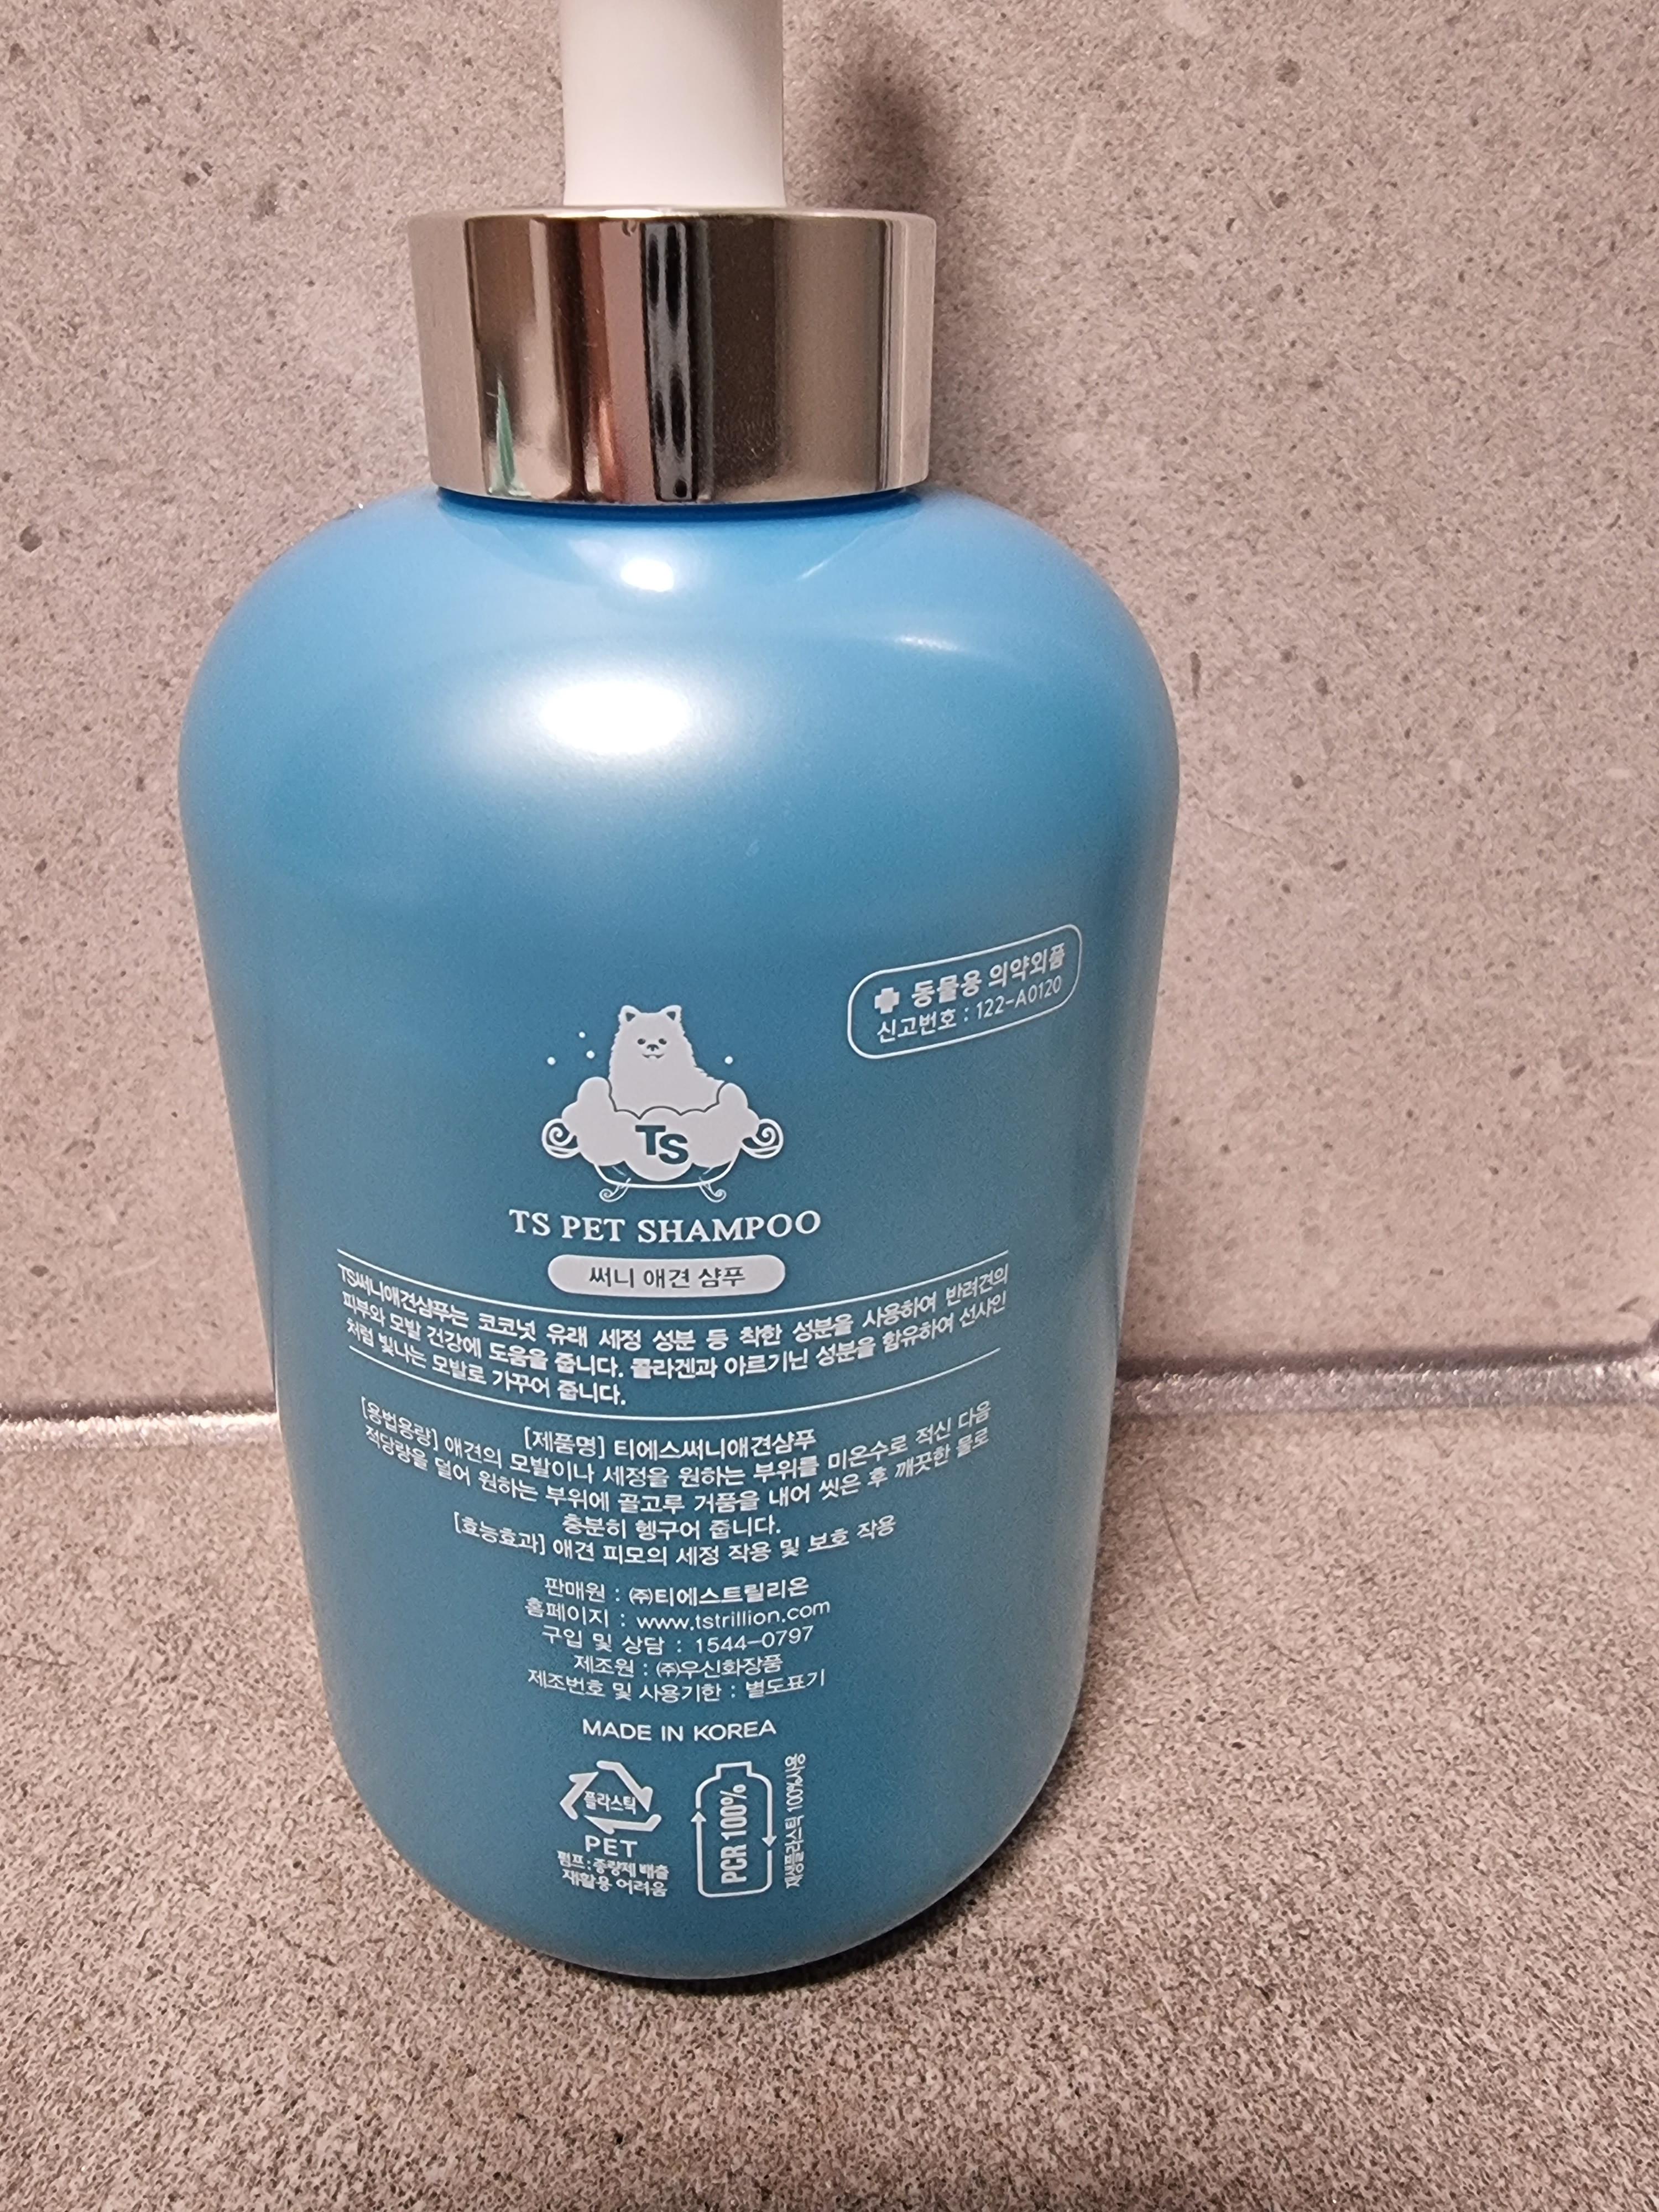 ✚ 동물용 의약외품
신고번호 : 122-A0120
TS
TS PET SHAMPOO
써니 애견 샴푸
TS써니애견샴푸는 코코넛 유래 세정 성분 등 착한 성분을 사용하여 반려견의
피부와 모발 건강에 도움을 줍니다. 콜라겐과 아르기닌 성분을 함유하여 선샤인
처럼 빛나는 모발로 가꾸어 줍니다.
[제품명] 티에스써니애견샴푸
[용법용량] 애견의 모발이나 세정을 원하는 부위를 미온수로 적신 다음
적당량을 덜어 원하는 부위에 골고루 거품을 내어 씻은 후 깨끗한 물로
충분히 헹구어 줍니다.
[효능효과] 애견 피모의 세정 작용 및 보호 작용
판매원 : ㈜티에스트릴리온
홈페이지 : www.tstrillion.com
구입 및 상담 : 1544-0797
제조원 : ㈜우신화장품
제조번호 및 사용기한 : 별도표기
MADE IN KOREA
플라스틱
PET
펌프:종량제 배출
재활용 어려움
PCR 100%
재생플라스틱 100%사용